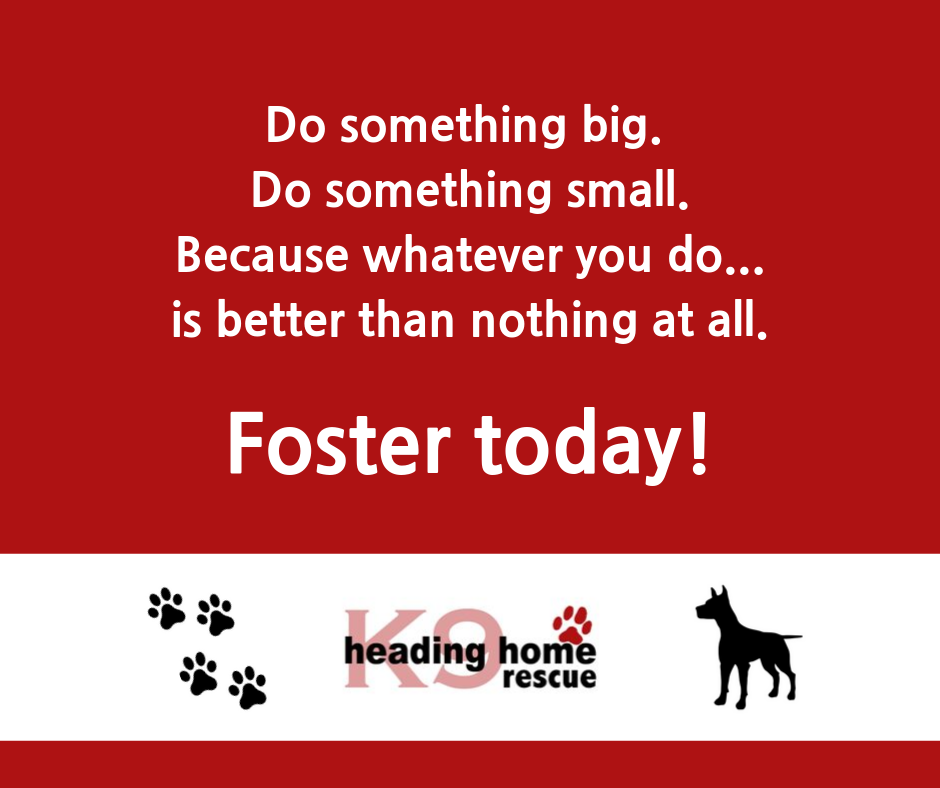 Do something big.
Do something small.
Because whatever you do...
is better than nothing at all.
Foster today!
K9
heading home
rescue